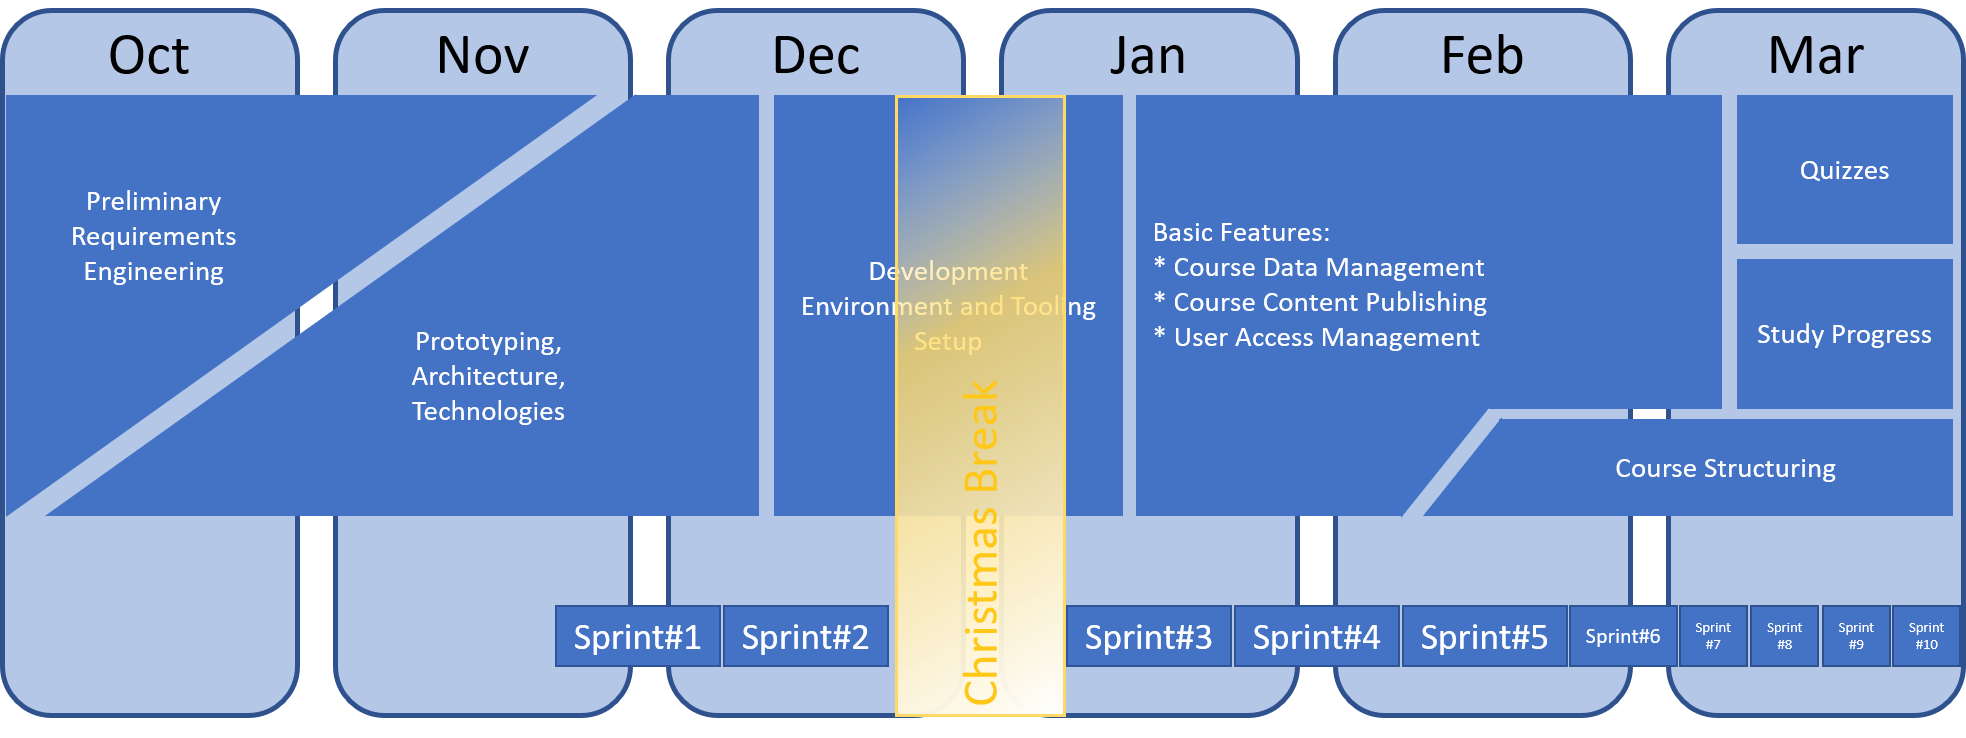 Oct
Nov
Dec
Jan
Feb
Mar
Preliminary
Requirements
Engineering
Prototyping,
Architecture,
Technologies
Development
Environment and Tooling
Setup
Christmas Break
Basic Features:
* Course Data Management
* Course Content Publishing
* User Access Management
Quizzes
Study Progress
Course Structuring
Sprint#1
Sprint#2
Sprint#3
Sprint#4
Sprint#5
Sprint#6
Sprint
#7
Sprint
#8
Sprint
#9
Sprint
#10